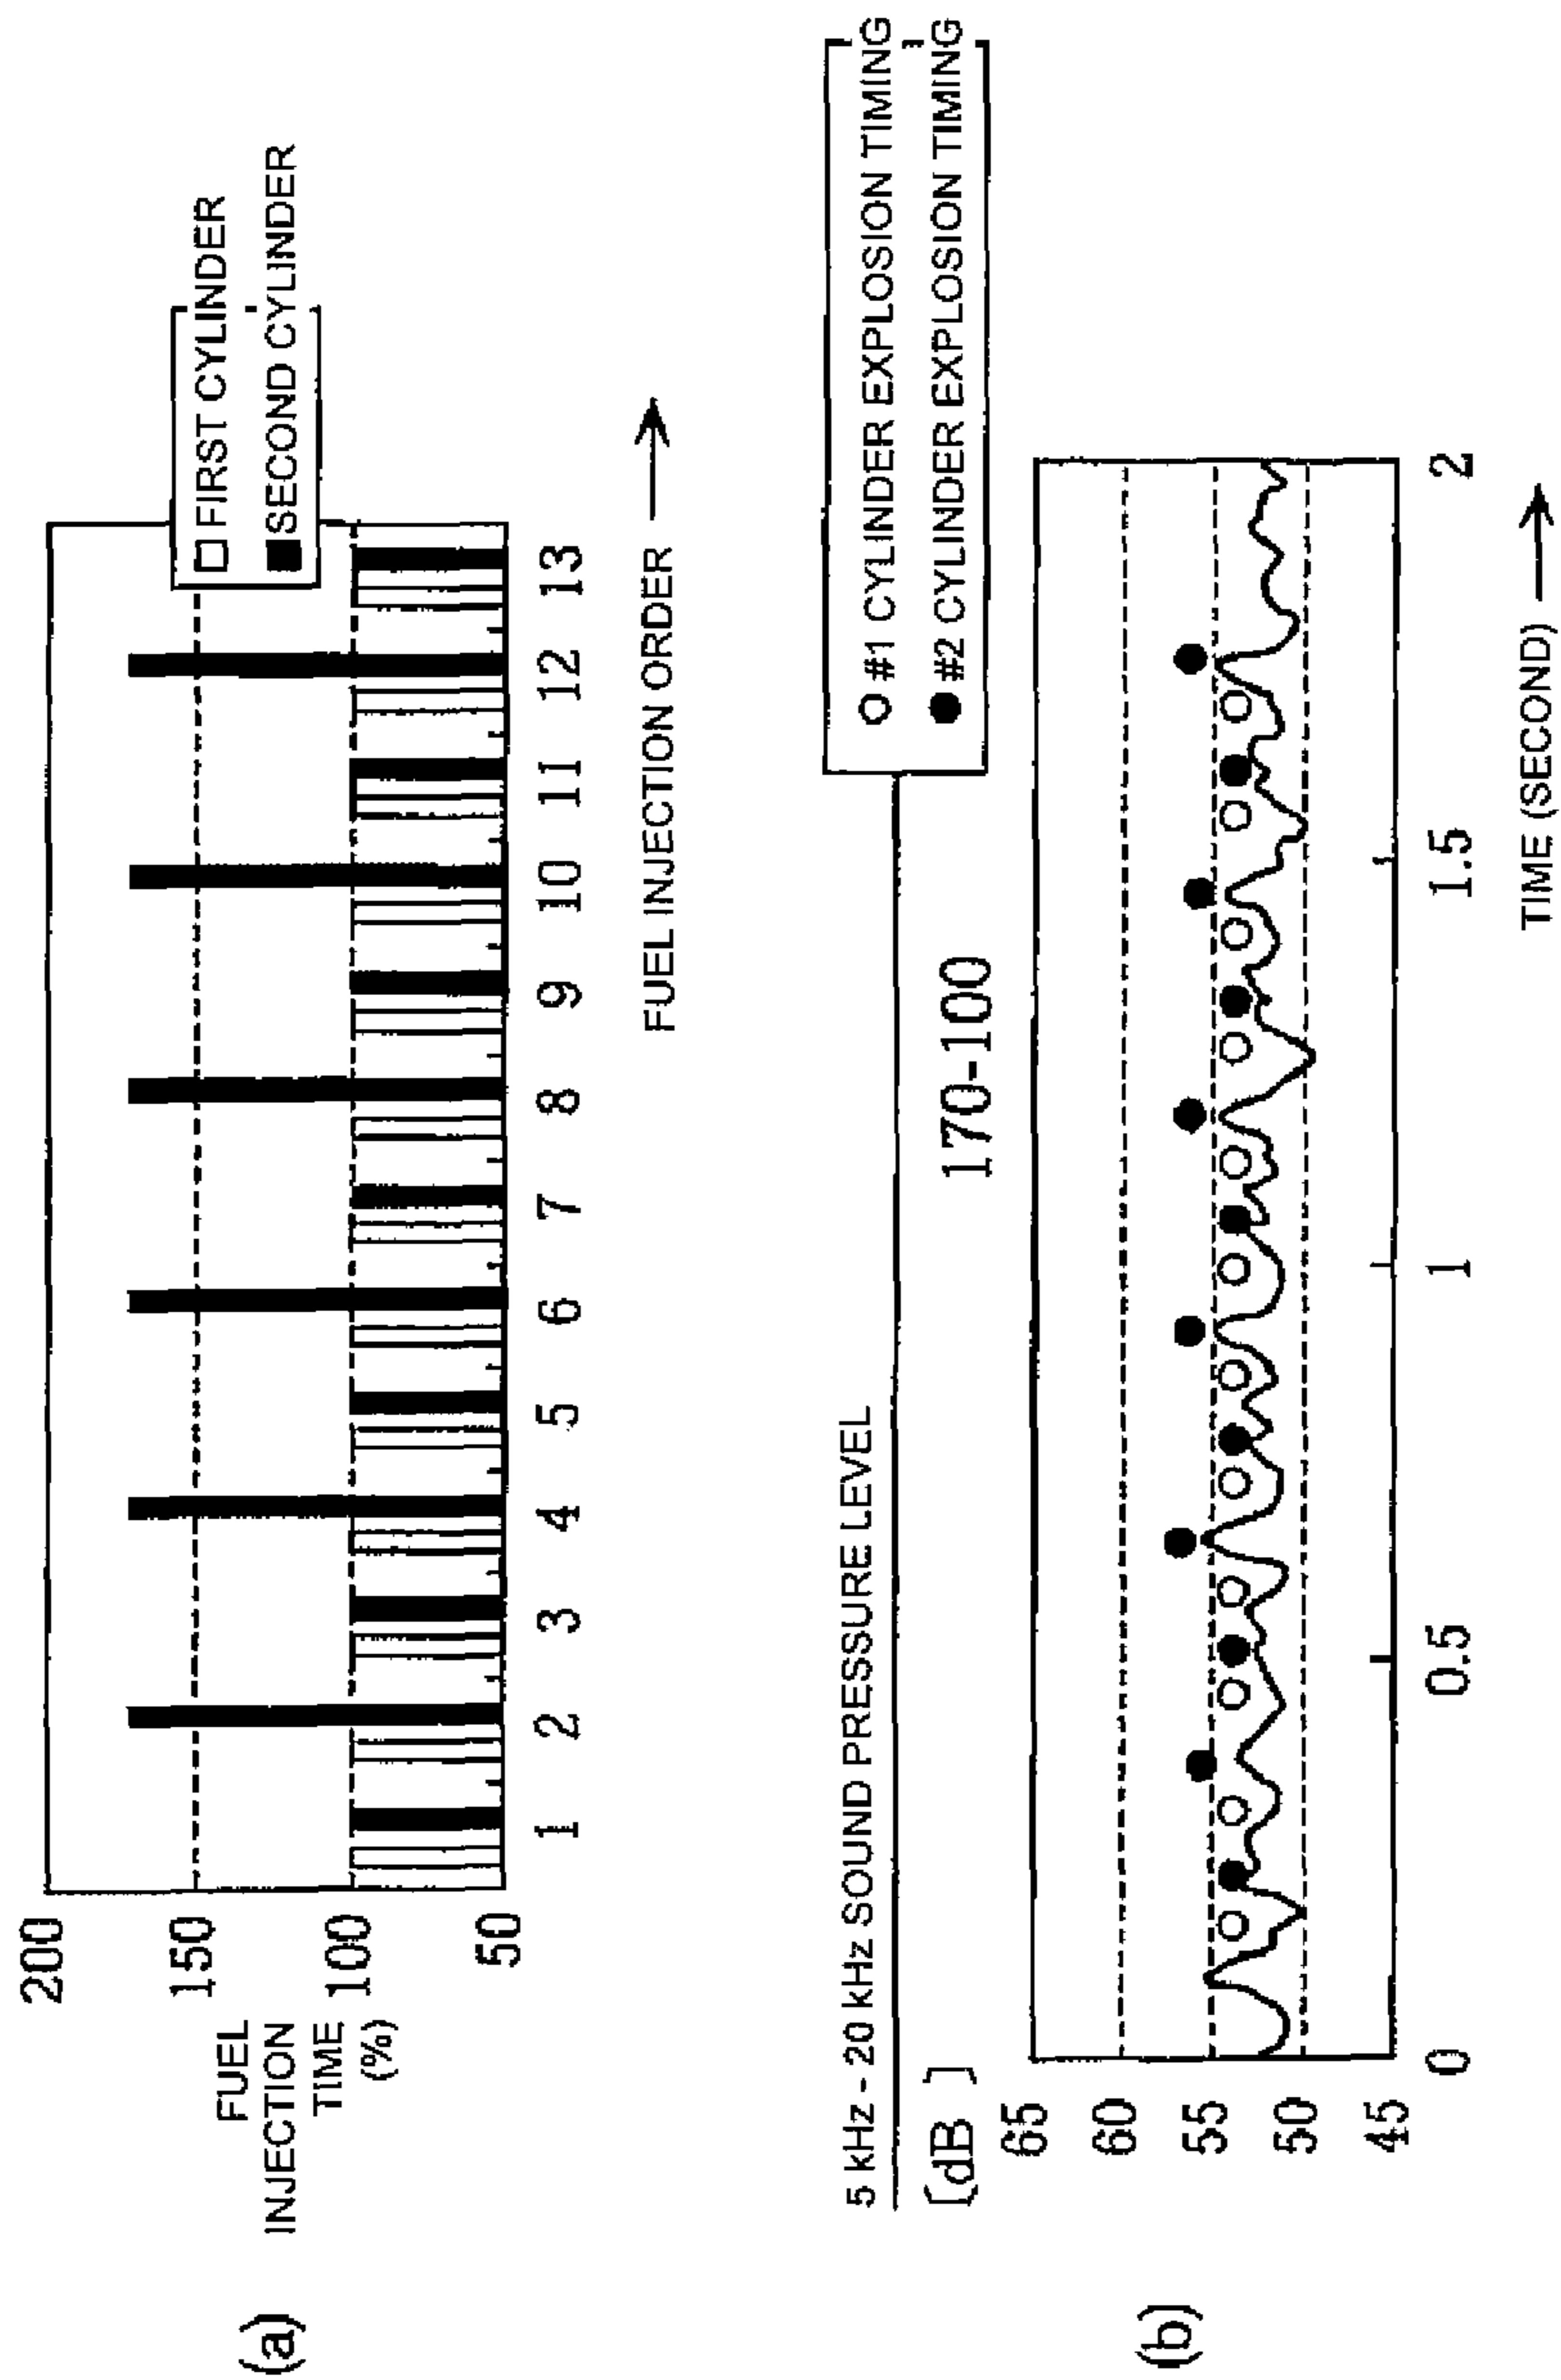 (a)
FUEL
INJECTION
TIME
(%)
200
150
100
50
FIRST CYLINDER
SECOND CYLINDER
1 2 3 4 5 6 7 8 9 10 11 12 13
FUEL INJECTION ORDER
5 kHz - 20 kHz SOUND PRESSURE LEVEL
#1 CYLINDER EXPLOSION TIMING
#2 CYLINDER EXPLOSION TIMING
[dB]
170-100
(b)
65
60
55
50
45
0 0.5 1 1.5 2
TIME (SECOND)